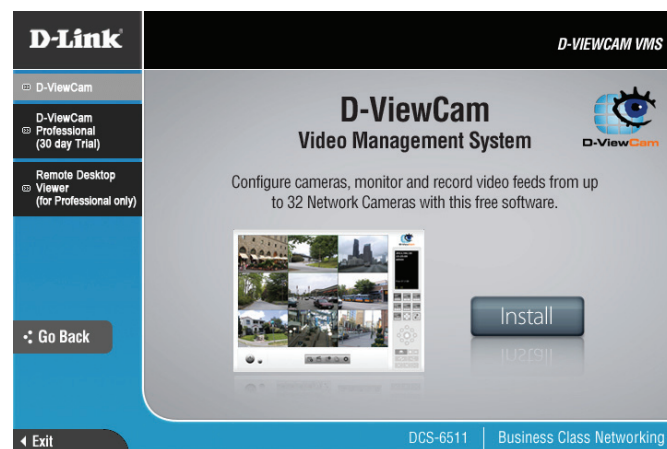 D-Link
D-VIEWCAM VMS
D-ViewCam
D-ViewCam
Professional
(30 day Trial)
Remote Desktop
Viewer
(for Professional only)
Go Back
Exit
D-ViewCam
Video Management System
D-ViewCam
Configure cameras, monitor and record video feeds from up
to 32 Network Cameras with this free software.
Install
DCS-6511
Business Class Networking